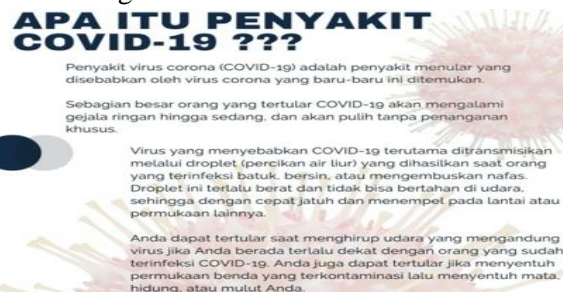 APA ITU PENYAKIT
COVID-19 ???
Penyakit virus corona (COVID-19) adalah penyakit menular yang
disebabkan oleh virus corona yang baru-baru ini ditemukan.
Sebagian besar orang yang tertular COVID-19 akan mengalami
gejala ringan hingga sedang, dan akan pulih tanpa penanganan
khusus.
Virus yang menyebabkan COVID-19 terutama ditransmisikan
melalui droplet (percikan air liur) yang dihasilkan saat orang
yang terinfeksi batuk, bersin, atau mengembuskan nafas.
Droplet ini terlalu berat dan tidak bisa bertahan di udara,
sehingga dengan cepat jatuh dan menempel pada lantai atau
permukaan lainnya.
Anda dapat tertular saat menghirup udara yang mengandung
virus jika Anda berada terlalu dekat dengan orang yang sudah
terinfeksi COVID-19. Anda juga dapat tertular jika menyentuh
permukaan benda yang terkontaminasi lalu menyentuh mata,
hidung, atau mulut Anda.